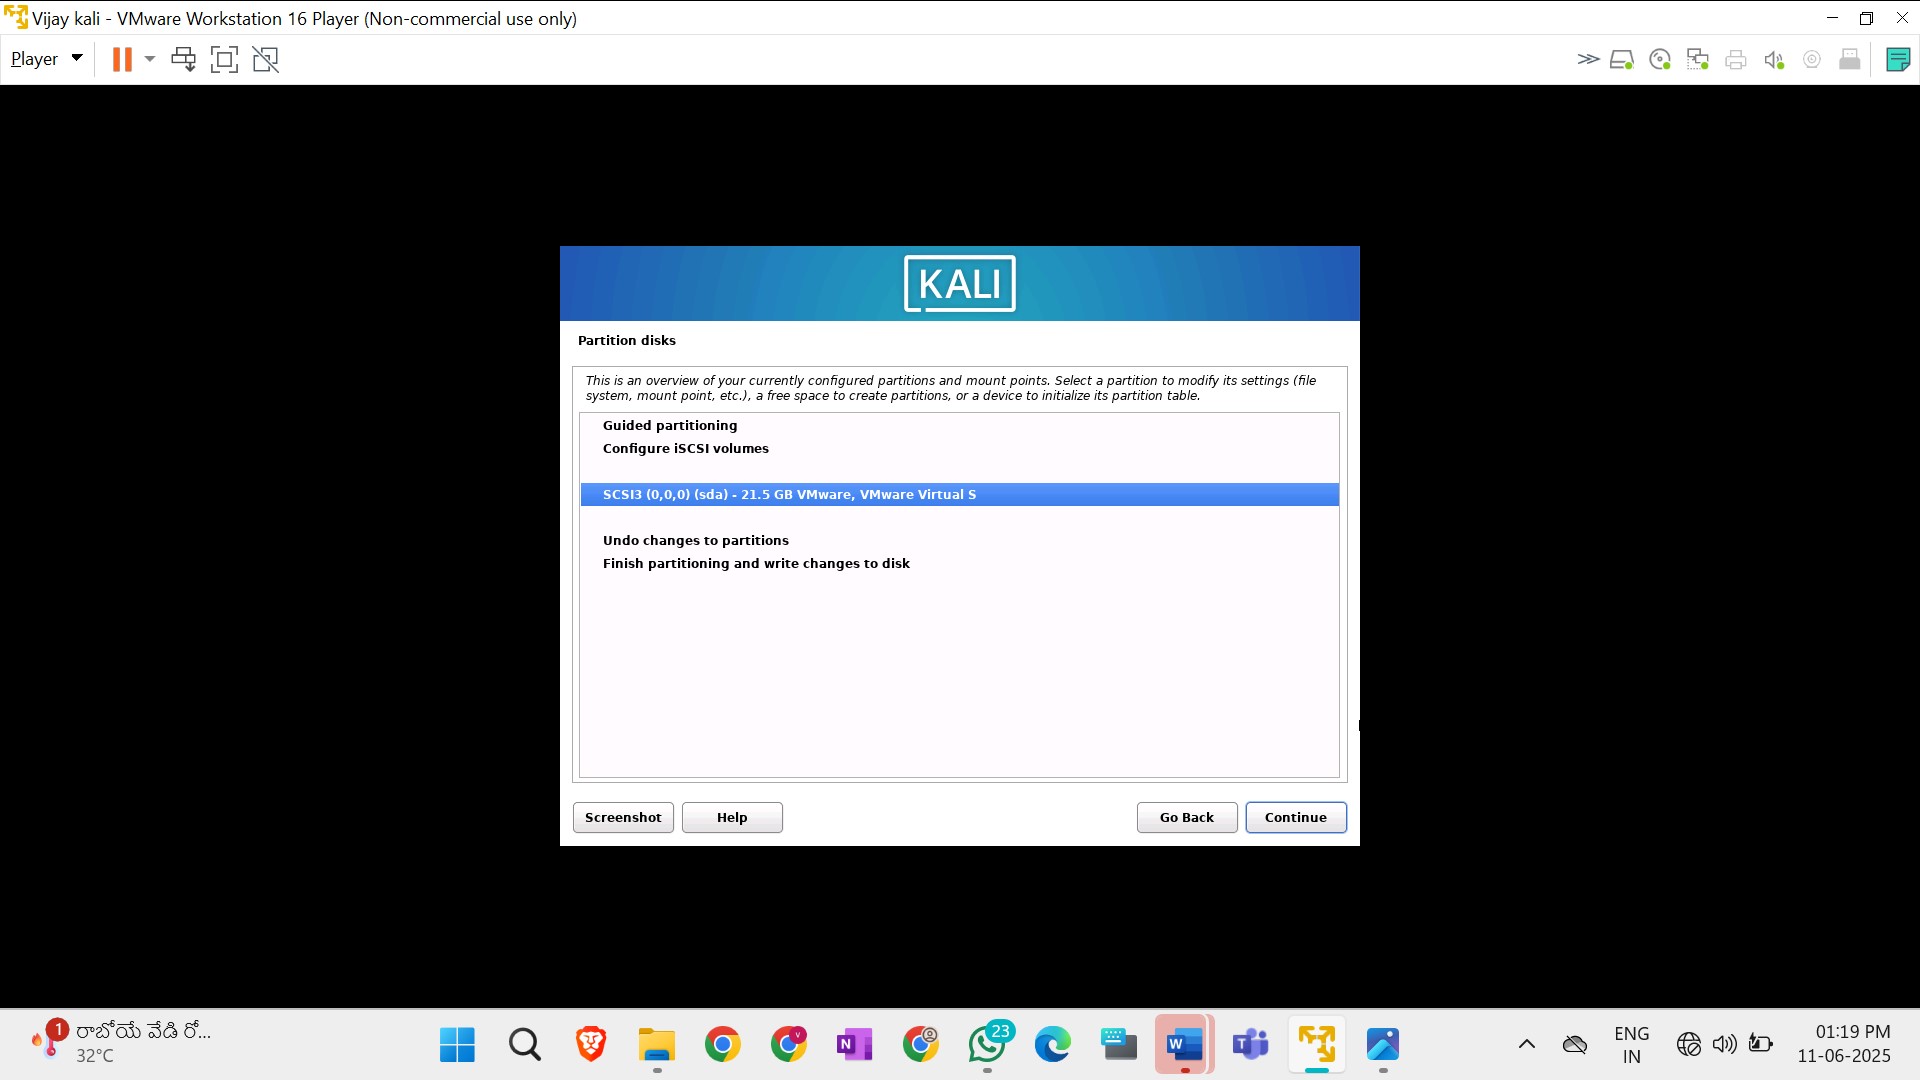 Vijay kali - VMware Workstation 16 Player (Non-commercial use only)
Player
KALI
Partition disks
This is an overview of your currently configured partitions and mount points. Select a partition to modify its settings (file
system, mount point, etc.), a free space to create partitions, or a device to initialize its partition table.
Guided partitioning
Configure iSCSI volumes
SCSI3 (0,0,0) (sda) - 21.5 GB VMware, VMware Virtual S
Undo changes to partitions
Finish partitioning and write changes to disk
Screenshot
Help
Go Back
Continue
1
రాబోయే వేడి రో...
32°C
V
N
23
W
T
ENG
IN
01:19 PM
11-06-2025